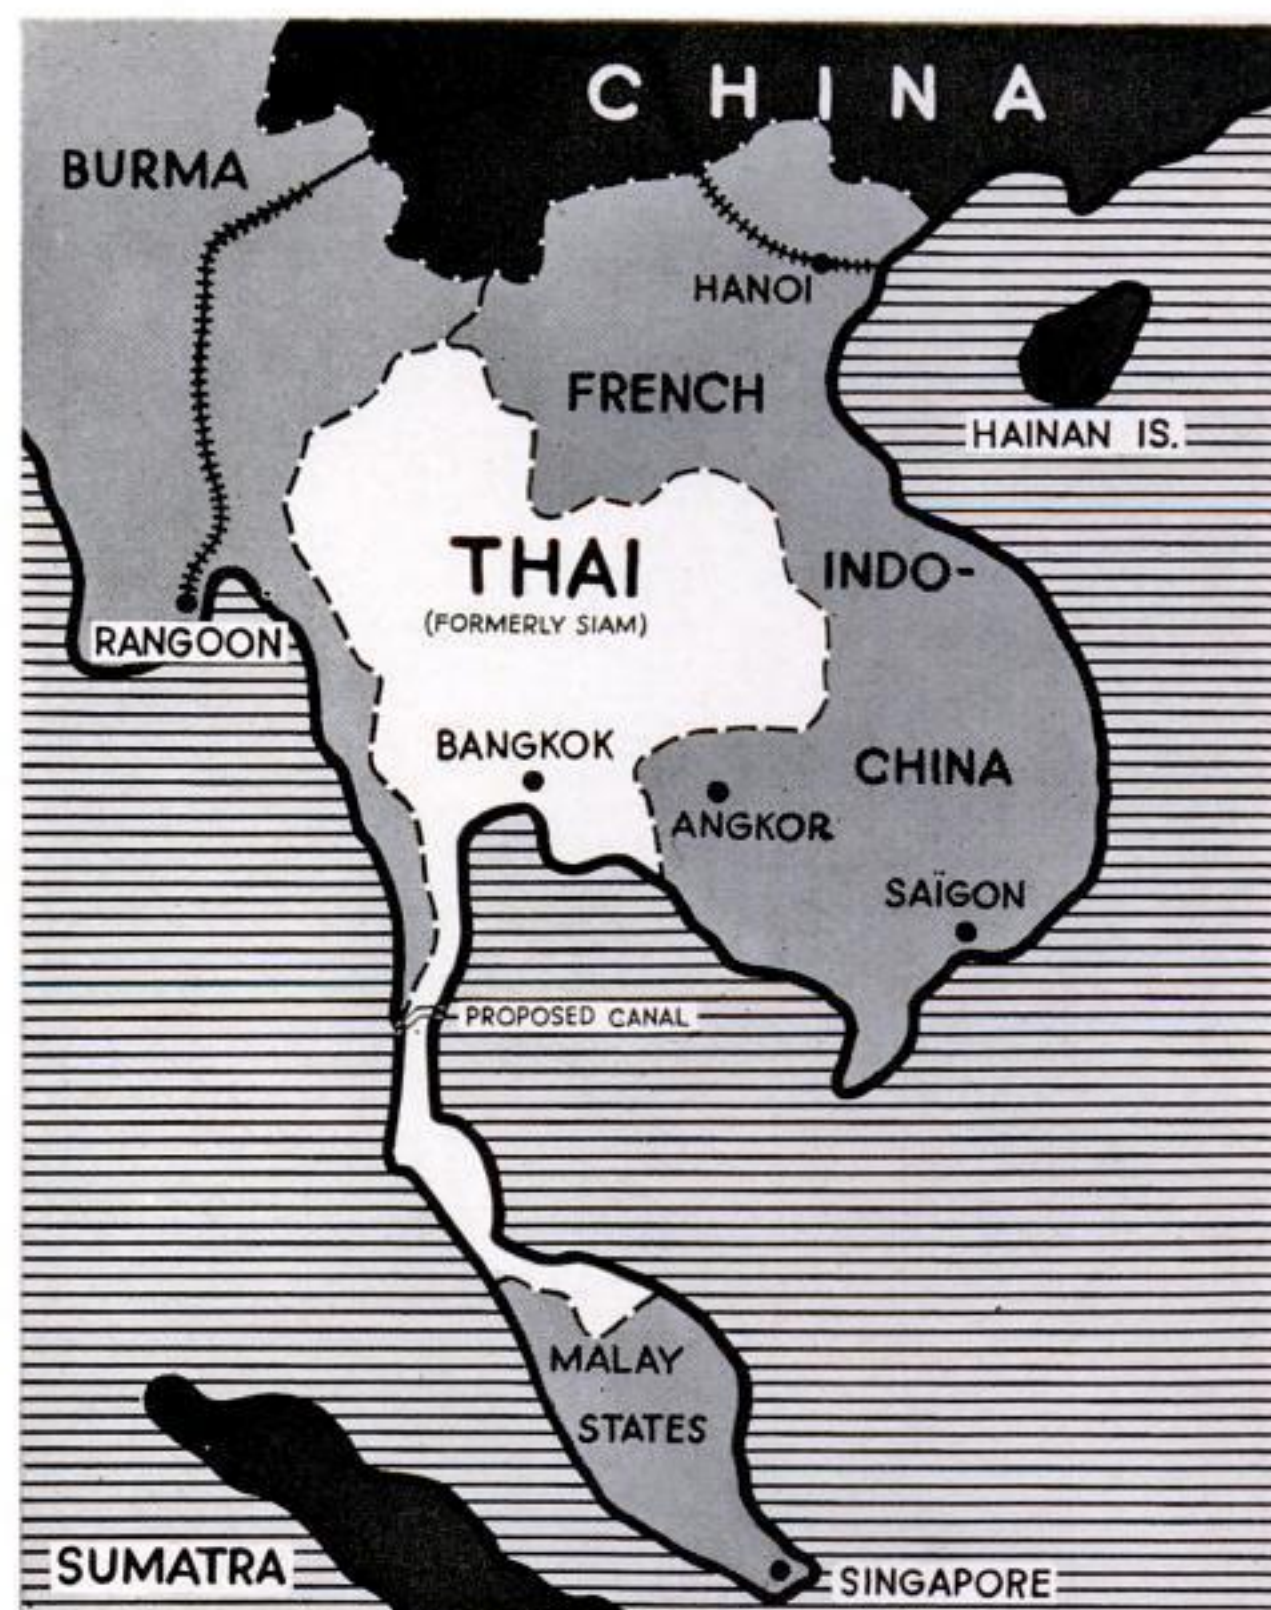 CHINA
BURMA
HANOI
FRENCH
HAINAN IS.
THAI
(FORMERLY SIAM)
INDO-
RANGOON
BANGKOK
CHINA
ANGKOR
SAÏGON
PROPOSED CANAL
MALAY
STATES
SUMATRA
SINGAPORE